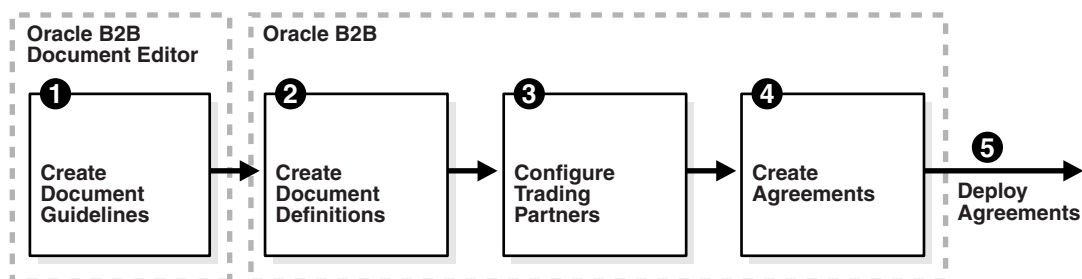 Oracle B2B
Document Editor
Oracle B2B
1
Create
Document
Guidelines
2
Create
Document
Definitions
3
Configure
Trading
Partners
4
Create
Agreements
5
Deploy
Agreements